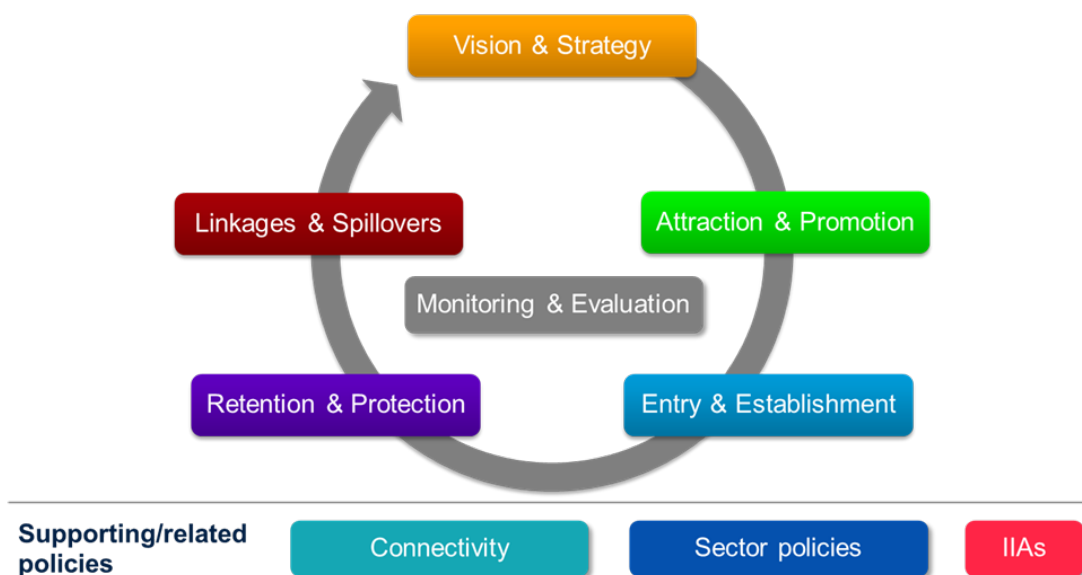 Vision & Strategy
Linkages & Spillovers
Attraction & Promotion
Monitoring & Evaluation
Retention & Protection
Entry & Establishment
Supporting/related
policies
Connectivity
Sector policies
IIAs